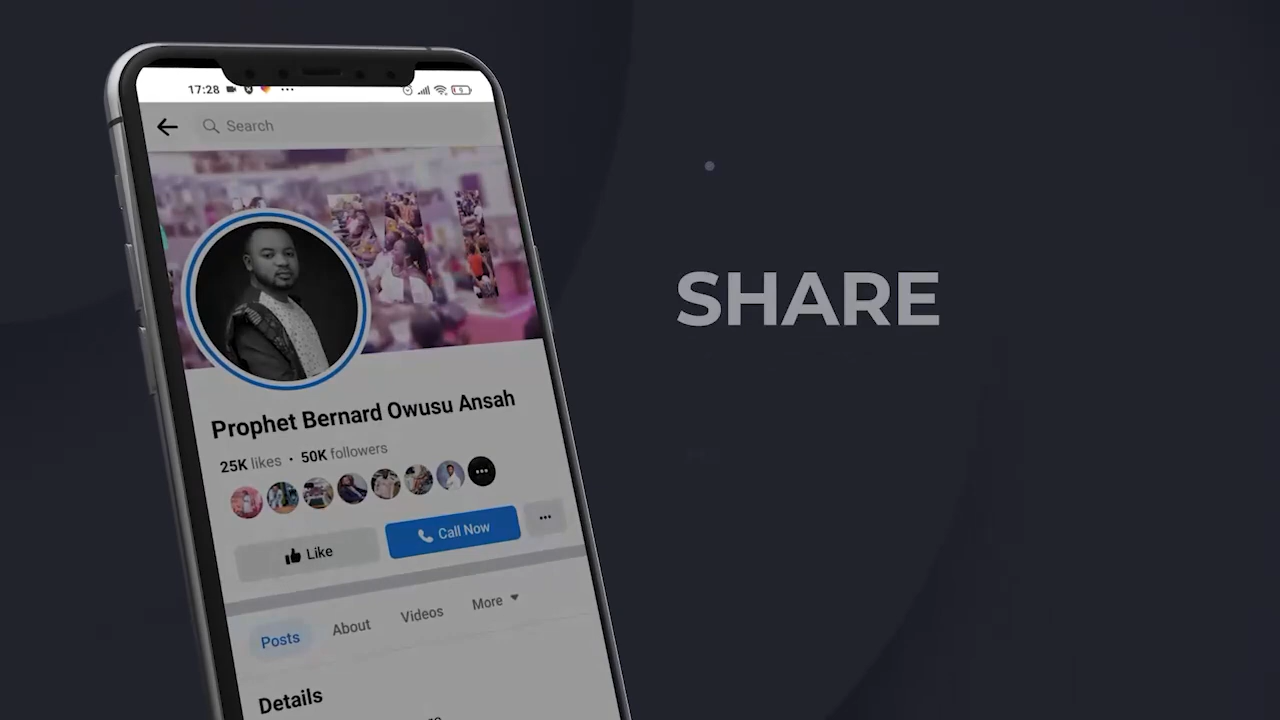 17:28
Search
SHARE
Prophet Bernard Owusu Ansah
25K likes • 50K followers
Like
Call Now
Posts
About
Videos
More
Details